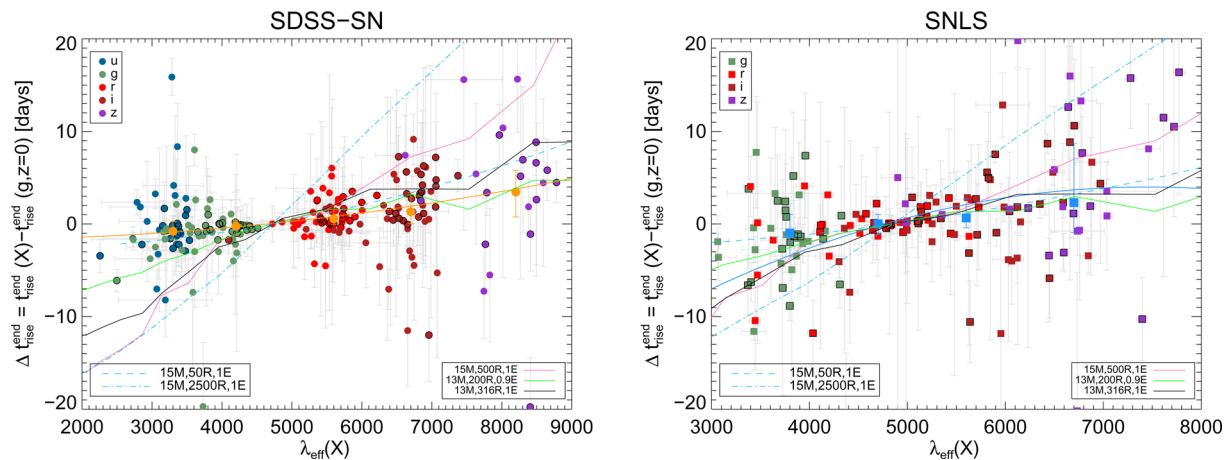 SDSS−SN
20
10
0
−10
−20
u
g
r
i
z
15M,50R,1E
15M,2500R,1E
15M,500R,1E
13M,200R,0.9E
13M,316R,1E
Δ t_rise^end = t_rise^end (X)−t_rise^end (g,z=0) [days]
2000 3000 4000 5000 6000 7000 8000 9000
λ_eff(X)
SNLS
20
10
0
−10
−20
g
r
i
z
15M,50R,1E
15M,2500R,1E
15M,500R,1E
13M,200R,0.9E
13M,316R,1E
Δ t_rise^end = t_rise^end (X)−t_rise^end (g,z=0) [days]
3000 4000 5000 6000 7000 8000
λ_eff(X)